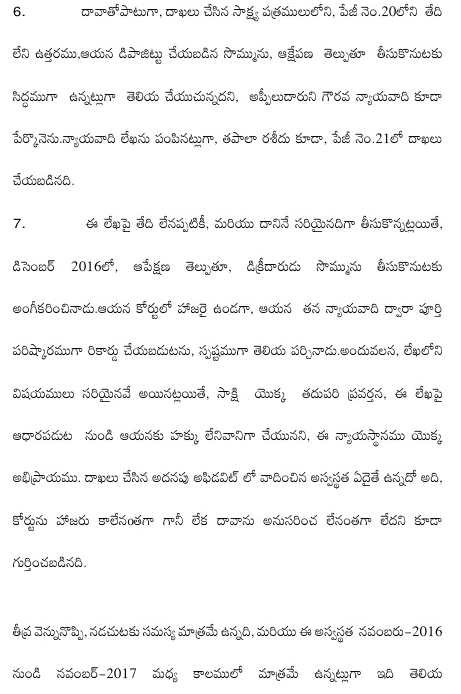 6. దావాతోపాటుగా, దాఖలు చేసిన సాక్ష్య పత్రములులోని, పేజీ నెం.20లోని తేది
లేని ఉత్తరము,ఆయన డిపాజిట్టు చేయబడిన సొమ్మును, ఆక్షేపణ తెల్పుతూ తీసుకొనుటకు
సిద్ధముగా ఉన్నట్లుగా తెలియ చేయుచున్నదని, అప్పీలుదారుని గౌరవ న్యాయవాది కూడా
పేర్కొనెను.న్యాయవాది లేఖను పంపినట్లుగా, తపాలా రశీదు కూడా, పేజీ నెం.21లో దాఖలు
చేయబడినది.
7. ఈ లేఖపై తేది లేనప్పటికీ, మరియు దానినే సరియైనదిగా తీసుకొన్నట్లయితే,
డిసెంబర్ 2016లో, ఆపేక్షణ తెల్పుతూ, డిక్రీదారుడు సొమ్మును తీసుకొనుటకు
అంగీకరించినాడు.ఆయన కోర్టులో హాజరై ఉండగా, ఆయన తన న్యాయవాది ద్వారా పూర్తి
పరిష్కారముగా రికార్డు చేయబడుటను, స్పష్టముగా తెలియ పర్చినాడు.అందువలన, లేఖలోని
విషయములు సరియైనవే అయినట్లయితే, సాక్షి యొక్క తదుపరి ప్రవర్తన, ఈ లేఖపై
ఆధారపడుట నుండి ఆయనకు హక్కు లేనివానిగా చేయునని, ఈ న్యాయస్థానము యొక్క
అభిప్రాయము. దాఖలు చేసిన అదనపు అఫిడవిట్ లో వాదించిన అస్వస్థత ఏదైతే ఉన్నదో అది,
కోర్టును హాజరు కాలేనంతగా గానీ లేక దావాను అనుసరించ లేనంతగా లేదని కూడా
గుర్తించబడినది.
తీవ్ర వెన్నునొప్పి, నడచుటకు సమస్య మాత్రమే ఉన్నది, మరియు ఈ అస్వస్థత నవంబరు-2016
నుండి నవంబర్-2017 మధ్య కాలములో మాత్రమే ఉన్నట్లుగా ఇది తెలియ